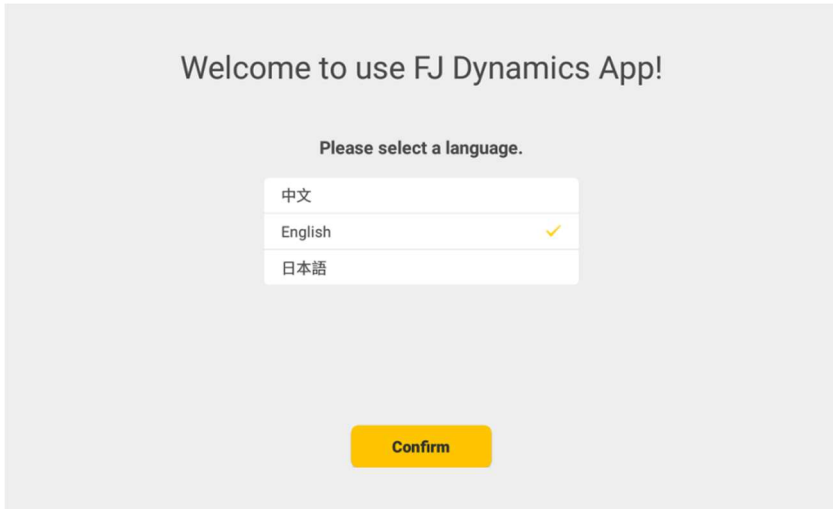 Welcome to use FJ Dynamics App!
Please select a language.
中文
English
日本語
Confirm